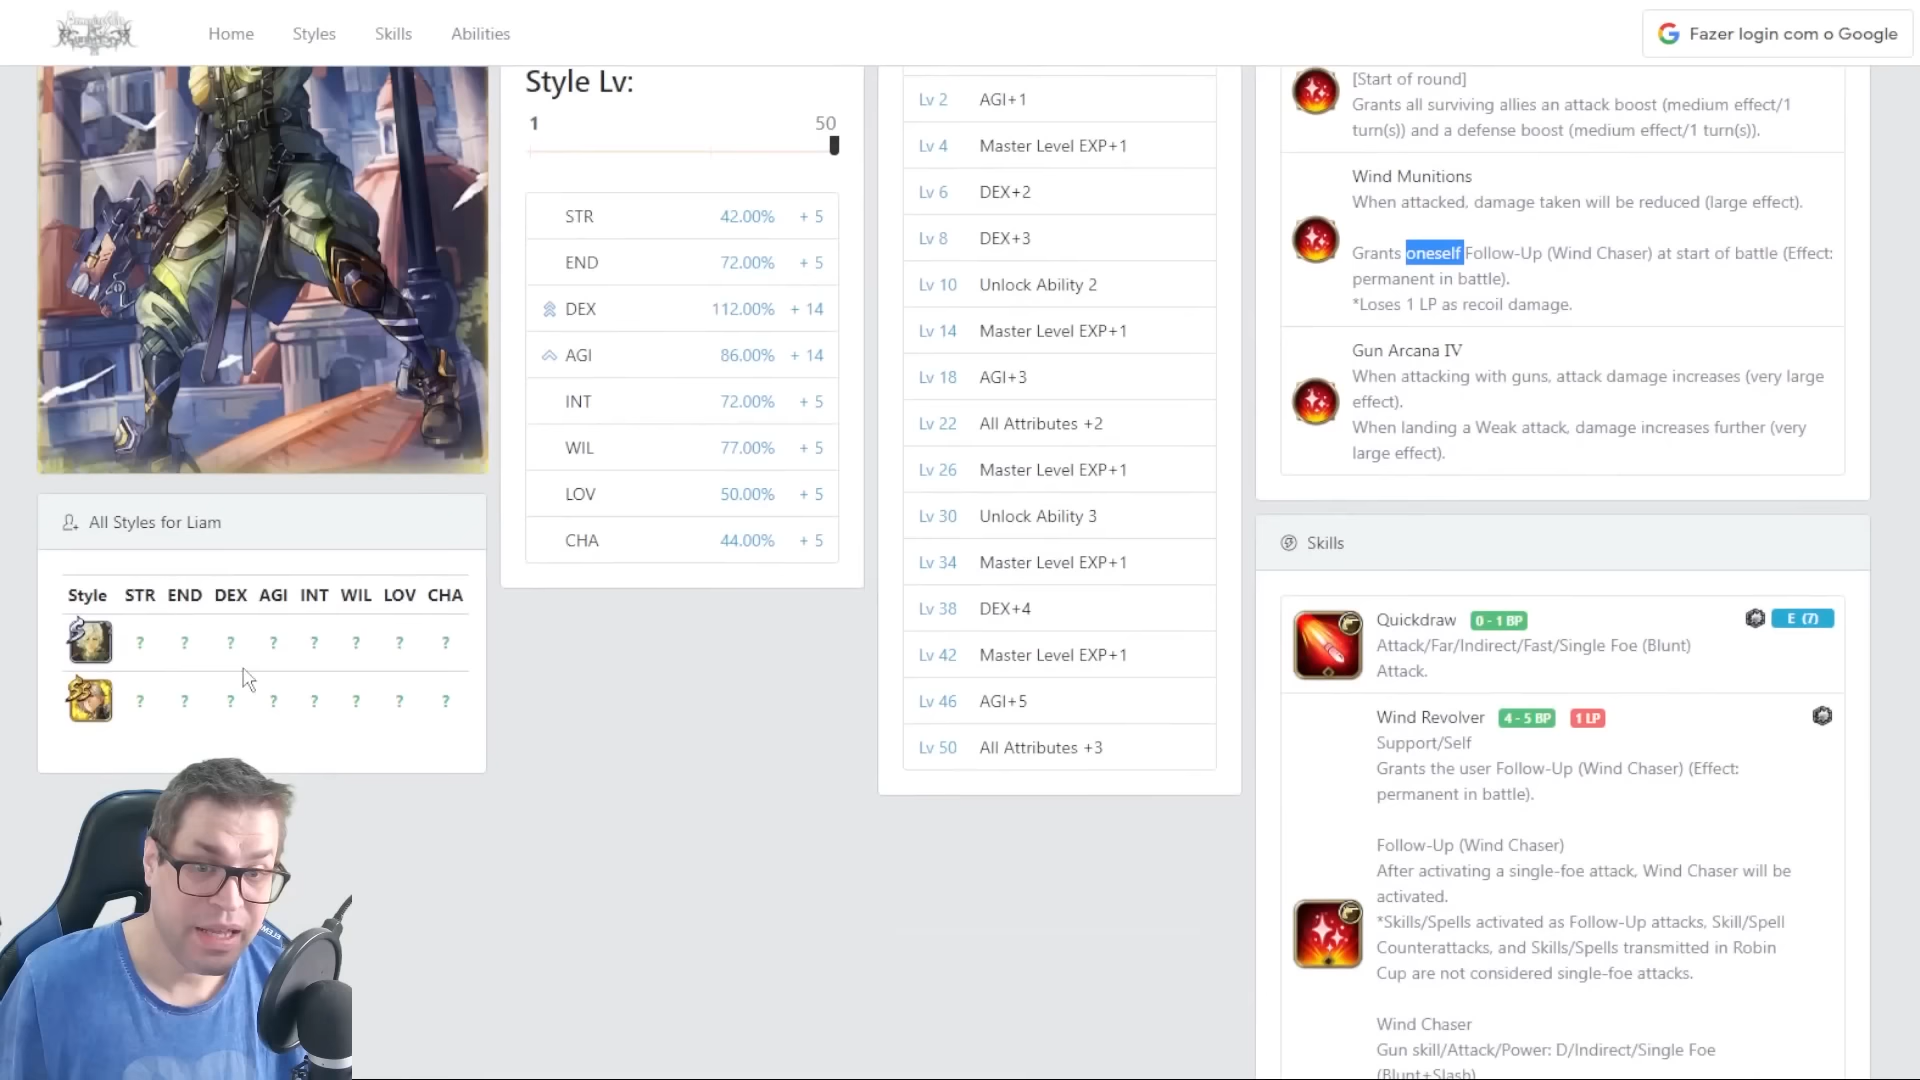 Home
Styles
Skills
Abilities
Fazer login com o Google
Style Lv:
1
50
STR 42.00% + 5
END 72.00% + 5
DEX 112.00% + 14
AGI 86.00% + 14
INT 72.00% + 5
WIL 77.00% + 5
LOV 50.00% + 5
CHA 44.00% + 5
All Styles for Liam
Style STR END DEX AGI INT WIL LOV CHA
S ? ? ? ? ? ? ? ?
SS ? ? ? ? ? ? ? ?
Lv 2 AGI+1
Lv 4 Master Level EXP+1
Lv 6 DEX+2
Lv 8 DEX+3
Lv 10 Unlock Ability 2
Lv 14 Master Level EXP+1
Lv 18 AGI+3
Lv 22 All Attributes +2
Lv 26 Master Level EXP+1
Lv 30 Unlock Ability 3
Lv 34 Master Level EXP+1
Lv 38 DEX+4
Lv 42 Master Level EXP+1
Lv 46 AGI+5
Lv 50 All Attributes +3
[Start of round]
Grants all surviving allies an attack boost (medium effect/1
turn(s)) and a defense boost (medium effect/1 turn(s)).
Wind Munitions
When attacked, damage taken will be reduced (large effect).
Grants oneself Follow-Up (Wind Chaser) at start of battle (Effect:
permanent in battle).
*Loses 1 LP as recoil damage.
Gun Arcana IV
When attacking with guns, attack damage increases (very large
effect).
When landing a Weak attack, damage increases further (very
large effect).
Skills
Quickdraw 0 - 1 BP E (7)
Attack/Far/Indirect/Fast/Single Foe (Blunt)
Attack.
Wind Revolver 4 - 5 BP 1 LP
Support/Self
Grants the user Follow-Up (Wind Chaser) (Effect:
permanent in battle).
Follow-Up (Wind Chaser)
After activating a single-foe attack, Wind Chaser will be
activated.
*Skills/Spells activated as Follow-Up attacks, Skill/Spell
Counterattacks, and Skills/Spells transmitted in Robin
Cup are not considered single-foe attacks.
Wind Chaser
Gun skill/Attack/Power: D/Indirect/Single Foe
(Blunt+Slash)